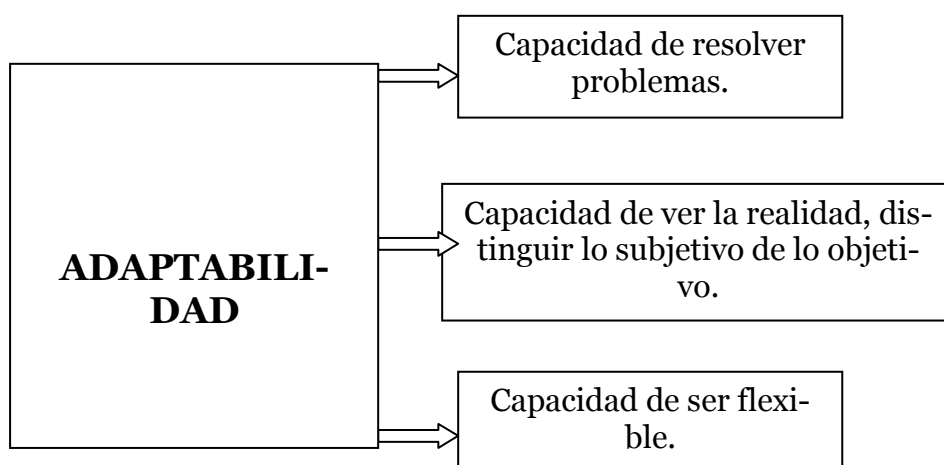 Capacidad de resolver
problemas.
ADAPTABILI-
DAD
Capacidad de ver la realidad, dis-
tinguir lo subjetivo de lo objeti-
vo.
Capacidad de ser flexi-
ble.